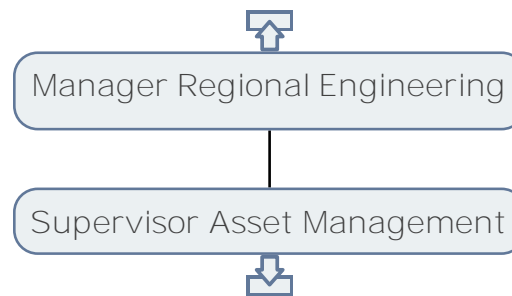 Manager Regional Engineering
Supervisor Asset Management